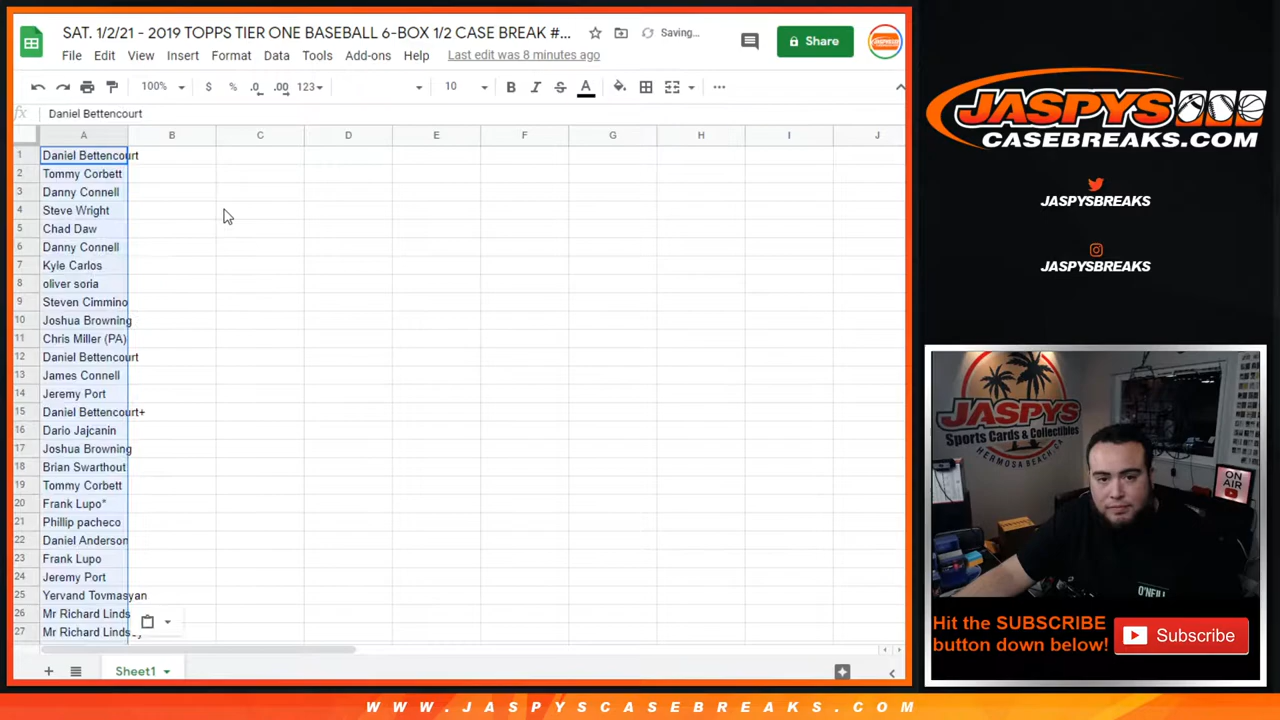 SAT. 1/2/21 - 2019 TOPPS TIER ONE BASEBALL 6-BOX 1/2 CASE BREAK #...
Saving...
Share
File Edit View Insert Format Data Tools Add-ons Help Last edit was 8 minutes ago
100% $ % .0 .00 123 10 B I S A
fx Daniel Bettencourt
A B C D E F G H I J
1 Daniel Bettencourt
2 Tommy Corbett
3 Danny Connell
4 Steve Wright
5 Chad Daw
6 Danny Connell
7 Kyle Carlos
8 oliver soria
9 Steven Cimmino
10 Joshua Browning
11 Chris Miller (PA)
12 Daniel Bettencourt
13 James Connell
14 Jeremy Port
15 Daniel Bettencourt+
16 Dario Jajcanin
17 Joshua Browning
18 Brian Swarthout
19 Tommy Corbett
20 Frank Lupo*
21 Phillip pacheco
22 Daniel Anderson
23 Frank Lupo
24 Jeremy Port
25 Yervand Tovmasyan
26 Mr Richard Linds
27 Mr Richard Linds
Sheet1
JASPYS
CASEBREAKS.COM
JASPYSBREAKS
JASPYSBREAKS
JASPYS
Sports Cards & Collectibles
HERMOSA BEACH, CA
ON
AIR
O'NEILL
Hit the SUBSCRIBE
button down below!
Subscribe
WWW.JASPYSCASEBREAKS.COM